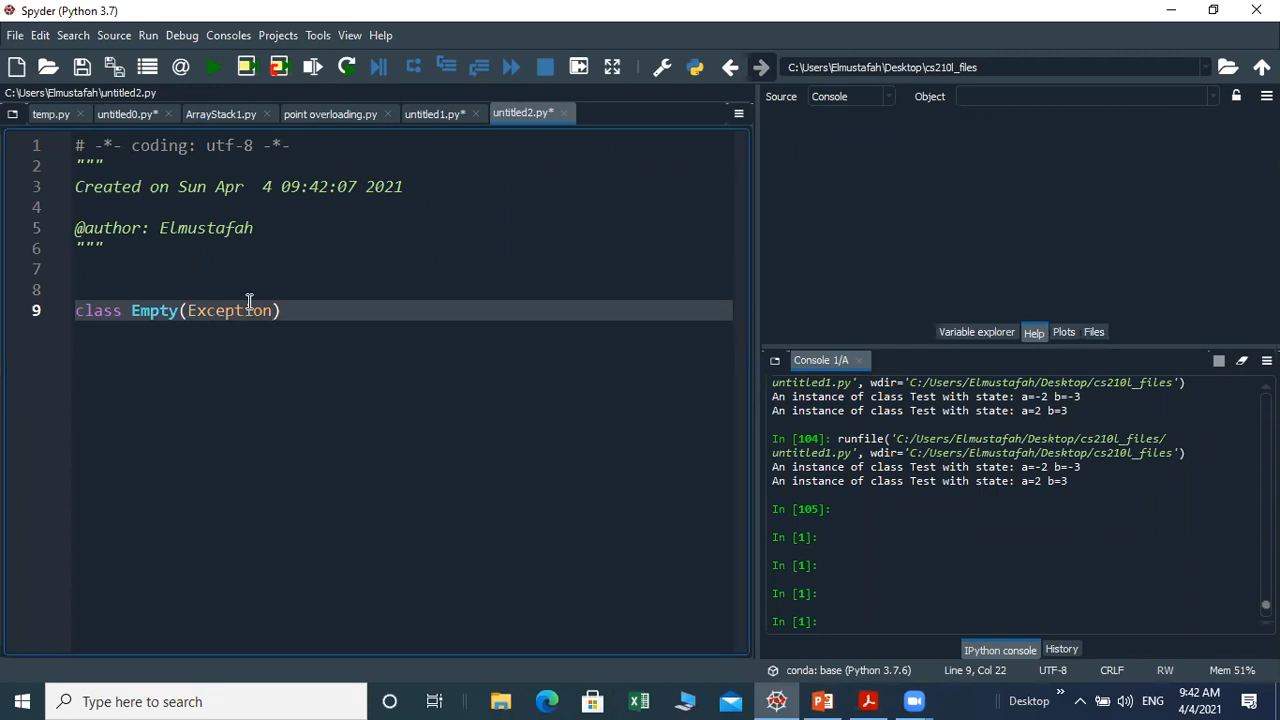 Spyder (Python 3.7)
File Edit Search Source Run Debug Consoles Projects Tools View Help
C:\Users\Elmustafah\Desktop\cs210l_files
C:\Users\Elmustafah\untitled2.py
Source Console Object
temp.py untitled0.py* ArrayStack1.py point overloading.py untitled1.py* untitled2.py*
1 # -*- coding: utf-8 -*-
2 """
3 Created on Sun Apr  4 09:42:07 2021
4
5 @author: Elmustafah
6 """
7
8
9 class Empty(Exception)
Variable explorer Help Plots Files
Console 1/A
untitled1.py', wdir='C:/Users/Elmustafah/Desktop/cs210l_files')
An instance of class Test with state: a=-2 b=-3
An instance of class Test with state: a=2 b=3
In [104]: runfile('C:/Users/Elmustafah/Desktop/cs210l_files/
untitled1.py', wdir='C:/Users/Elmustafah/Desktop/cs210l_files')
An instance of class Test with state: a=-2 b=-3
An instance of class Test with state: a=2 b=3
In [105]:
In [1]:
In [1]:
In [1]:
In [1]:
IPython console History
conda: base (Python 3.7.6) Line 9, Col 22 UTF-8 CRLF RW Mem 51%
Type here to search
Desktop ENG
9:42 AM
4/4/2021